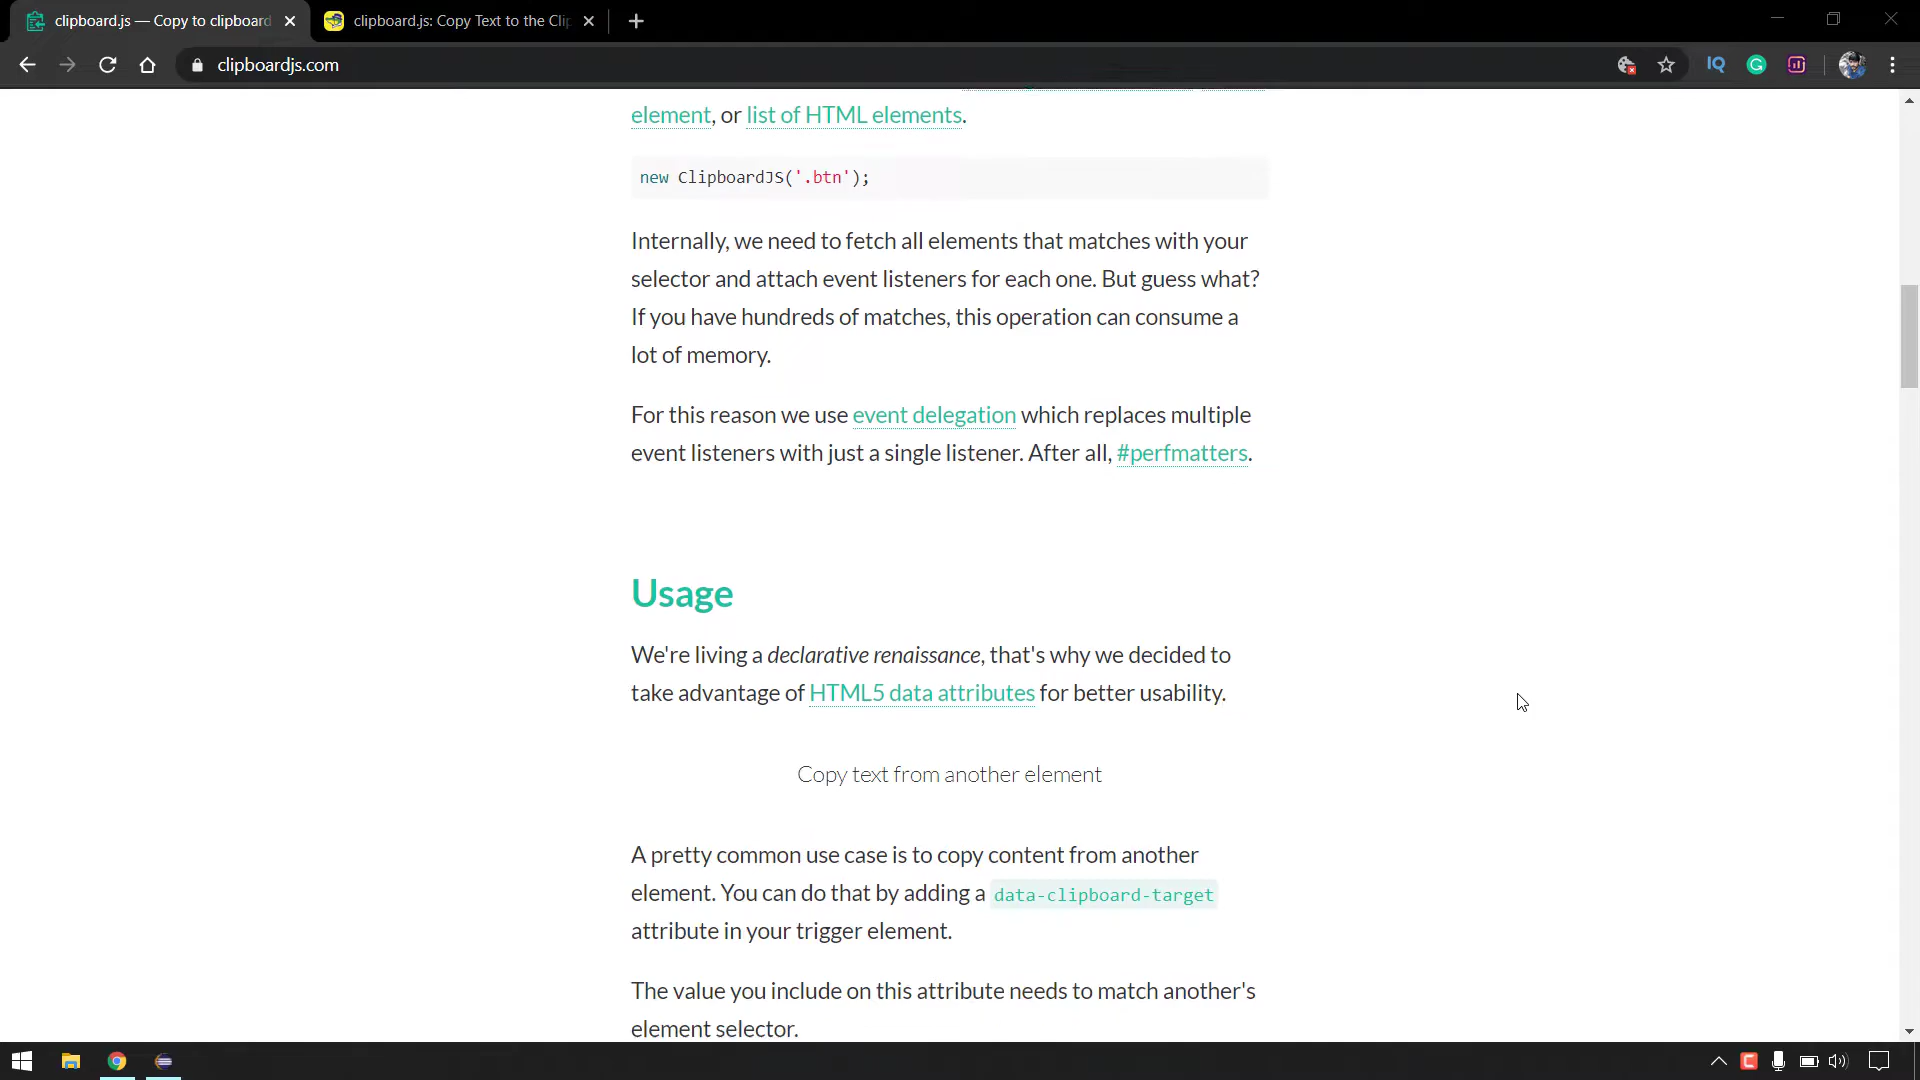 clipboard.js — Copy to clipboard
clipboard.js: Copy Text to the Cli
clipboardjs.com
IQ
element, or list of HTML elements.
new ClipboardJS('.btn');
Internally, we need to fetch all elements that matches with your
selector and attach event listeners for each one. But guess what?
If you have hundreds of matches, this operation can consume a
lot of memory.
For this reason we use event delegation which replaces multiple
event listeners with just a single listener. After all, #perfmatters.
Usage
We're living a declarative renaissance, that's why we decided to
take advantage of HTML5 data attributes for better usability.
Copy text from another element
A pretty common use case is to copy content from another
element. You can do that by adding a data-clipboard-target
attribute in your trigger element.
The value you include on this attribute needs to match another's
element selector.